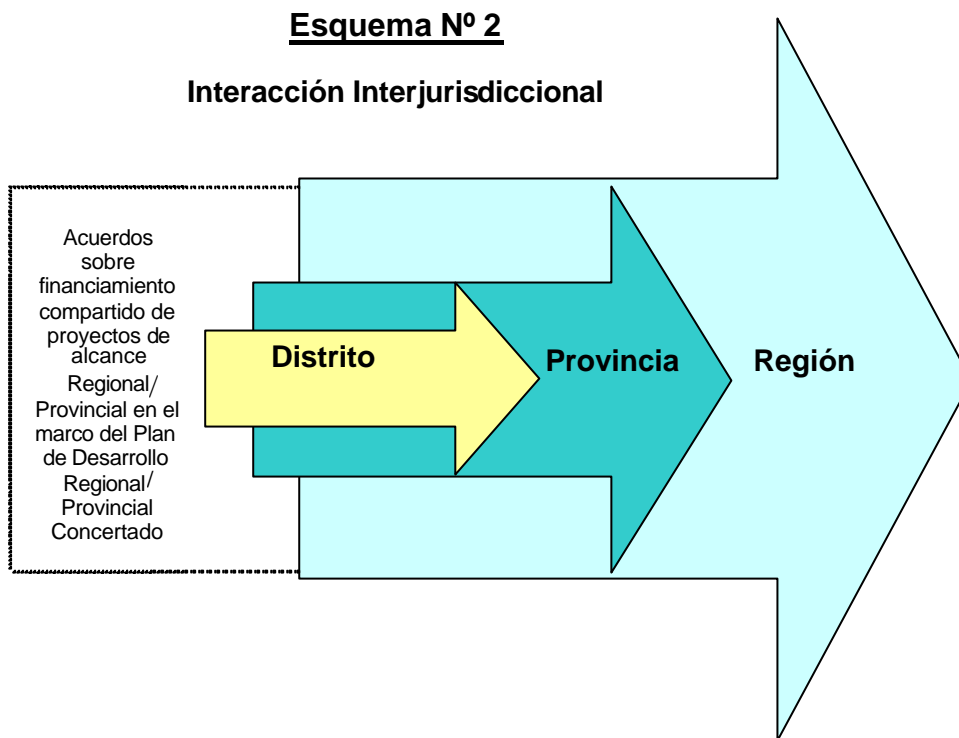 Esquema Nº 2
Interacción Interjurisdiccional
Acuerdos
sobre
financiamiento
compartido de
proyectos de
alcance
Regional/
Provincial en el
marco del Plan
de Desarrollo
Regional/
Provincial
Concertado
Distrito
Provincia
Región